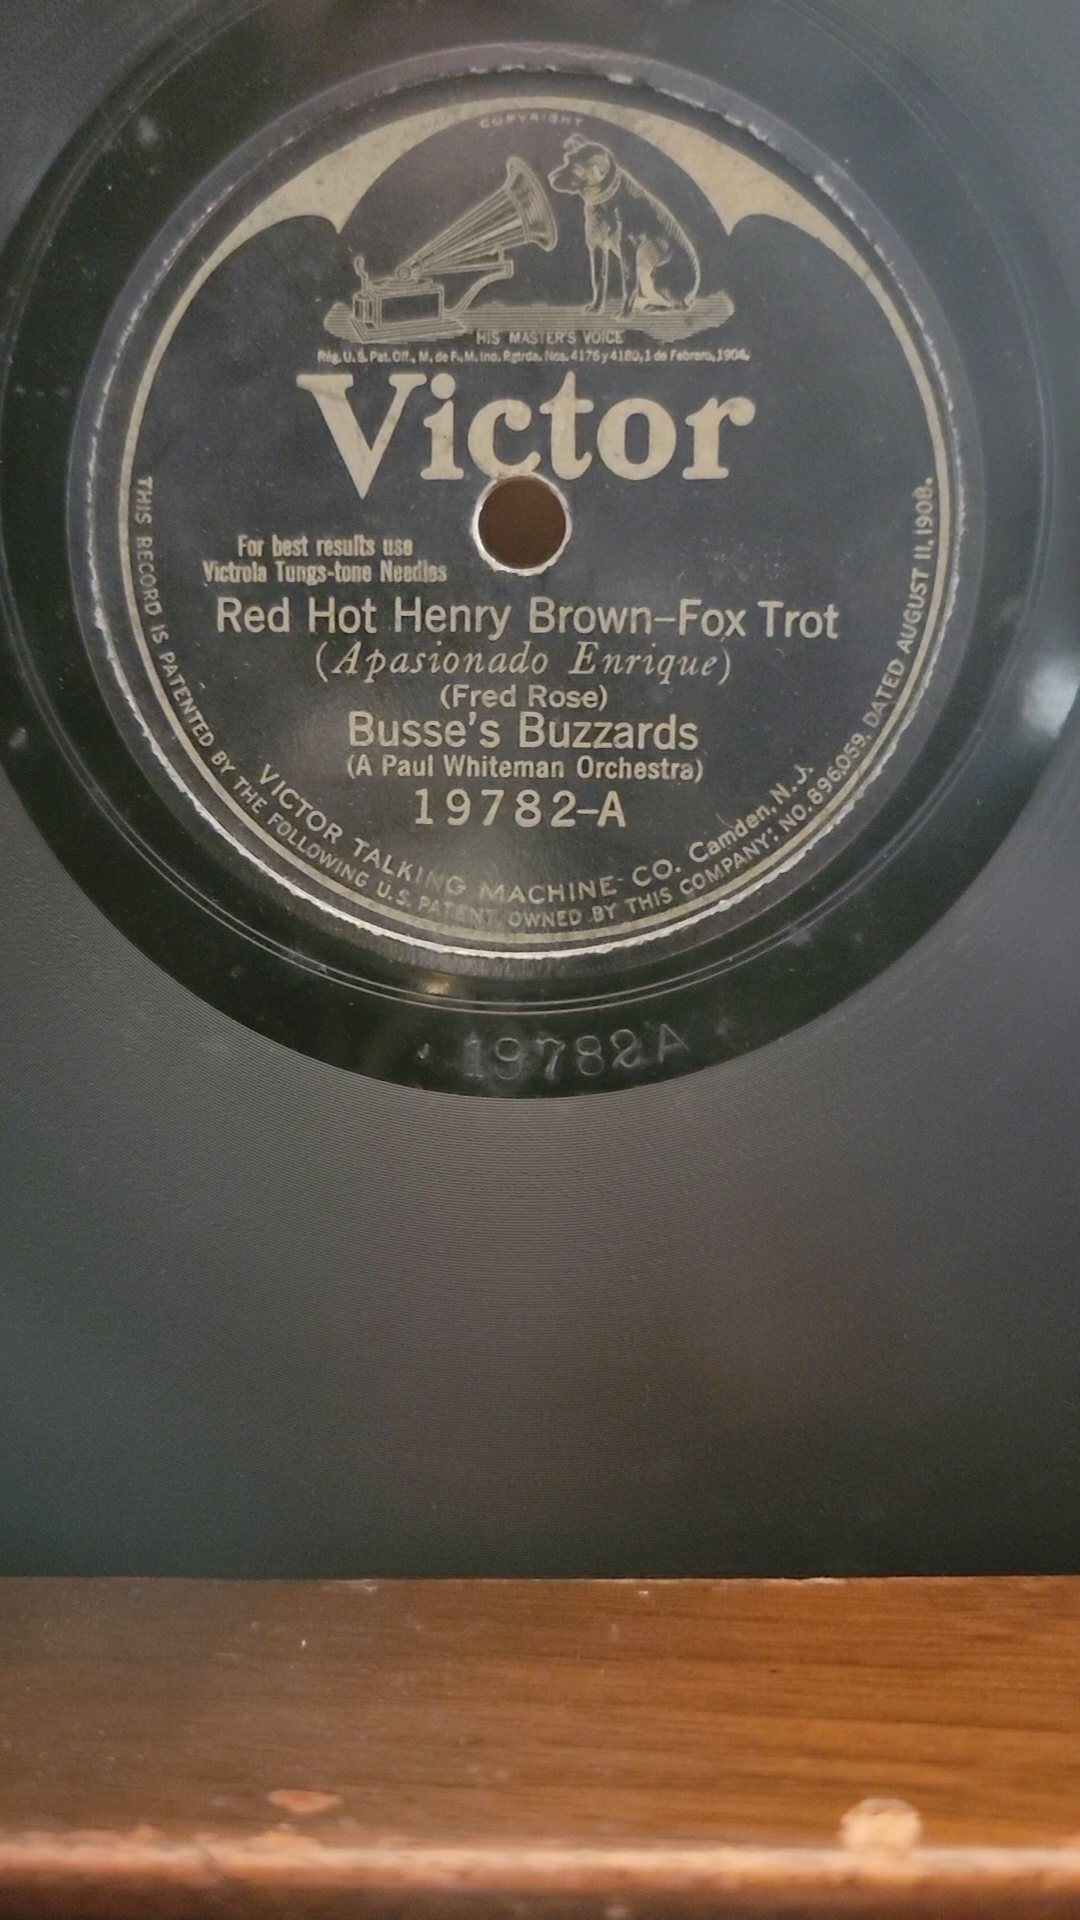 COPYRIGHT
"HIS MASTER'S VOICE"
Reg. U. S. Pat. Off., M. de F., M. Ind. Rgtrda. Nos. 4176 y 4180, 1 de Febrero, 1904.
Victor
For best results use
Victrola Tungs-tone Needles
Red Hot Henry Brown–Fox Trot
(Apasionado Enrique)
(Fred Rose)
Busse's Buzzards
(A Paul Whiteman Orchestra)
19782–A
VICTOR TALKING MACHINE CO. Camden, N. J.
THIS RECORD IS PATENTED BY THE FOLLOWING U.S. PATENT OWNED BY THIS COMPANY: NO. 896,059, DATED AUGUST 11, 1908.
19782A